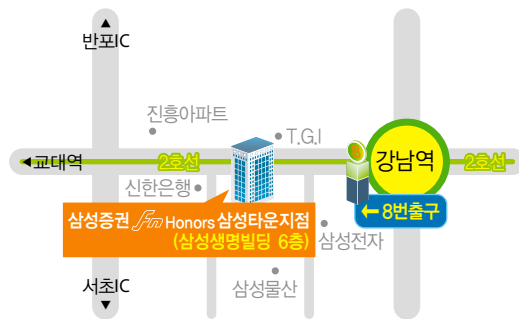 ▲
반포IC
진흥아파트
T.G.I
◀교대역
2호선
강남역
2호선
신한은행
← 8번출구
삼성증권 Fn Honors 삼성타운지점
(삼성생명빌딩 6층)
삼성전자
서초IC
▼
삼성물산